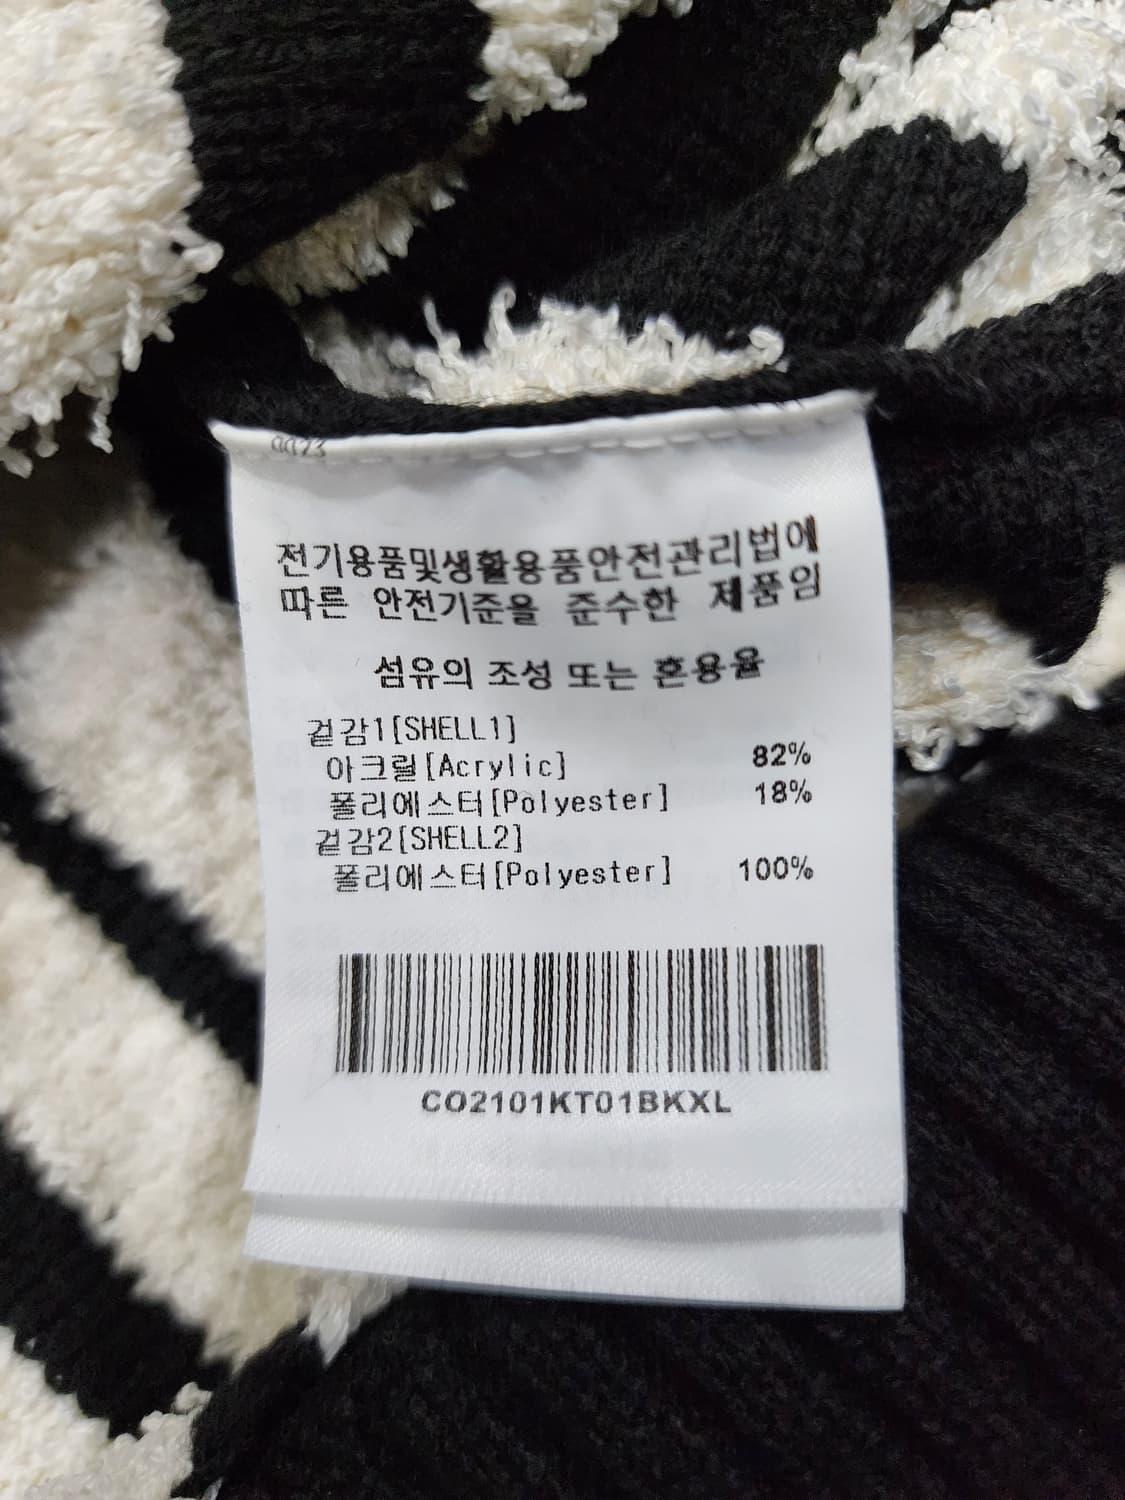 전기용품및생활용품안전관리법에
따른 안전기준을 준수한 제품임
섬유의 조성 또는 혼용율
겉감1[SHELL1]
아크릴[Acrylic] 82%
폴리에스터[Polyester] 18%
겉감2[SHELL2]
폴리에스터[Polyester] 100%
CO2101KT01BKXL